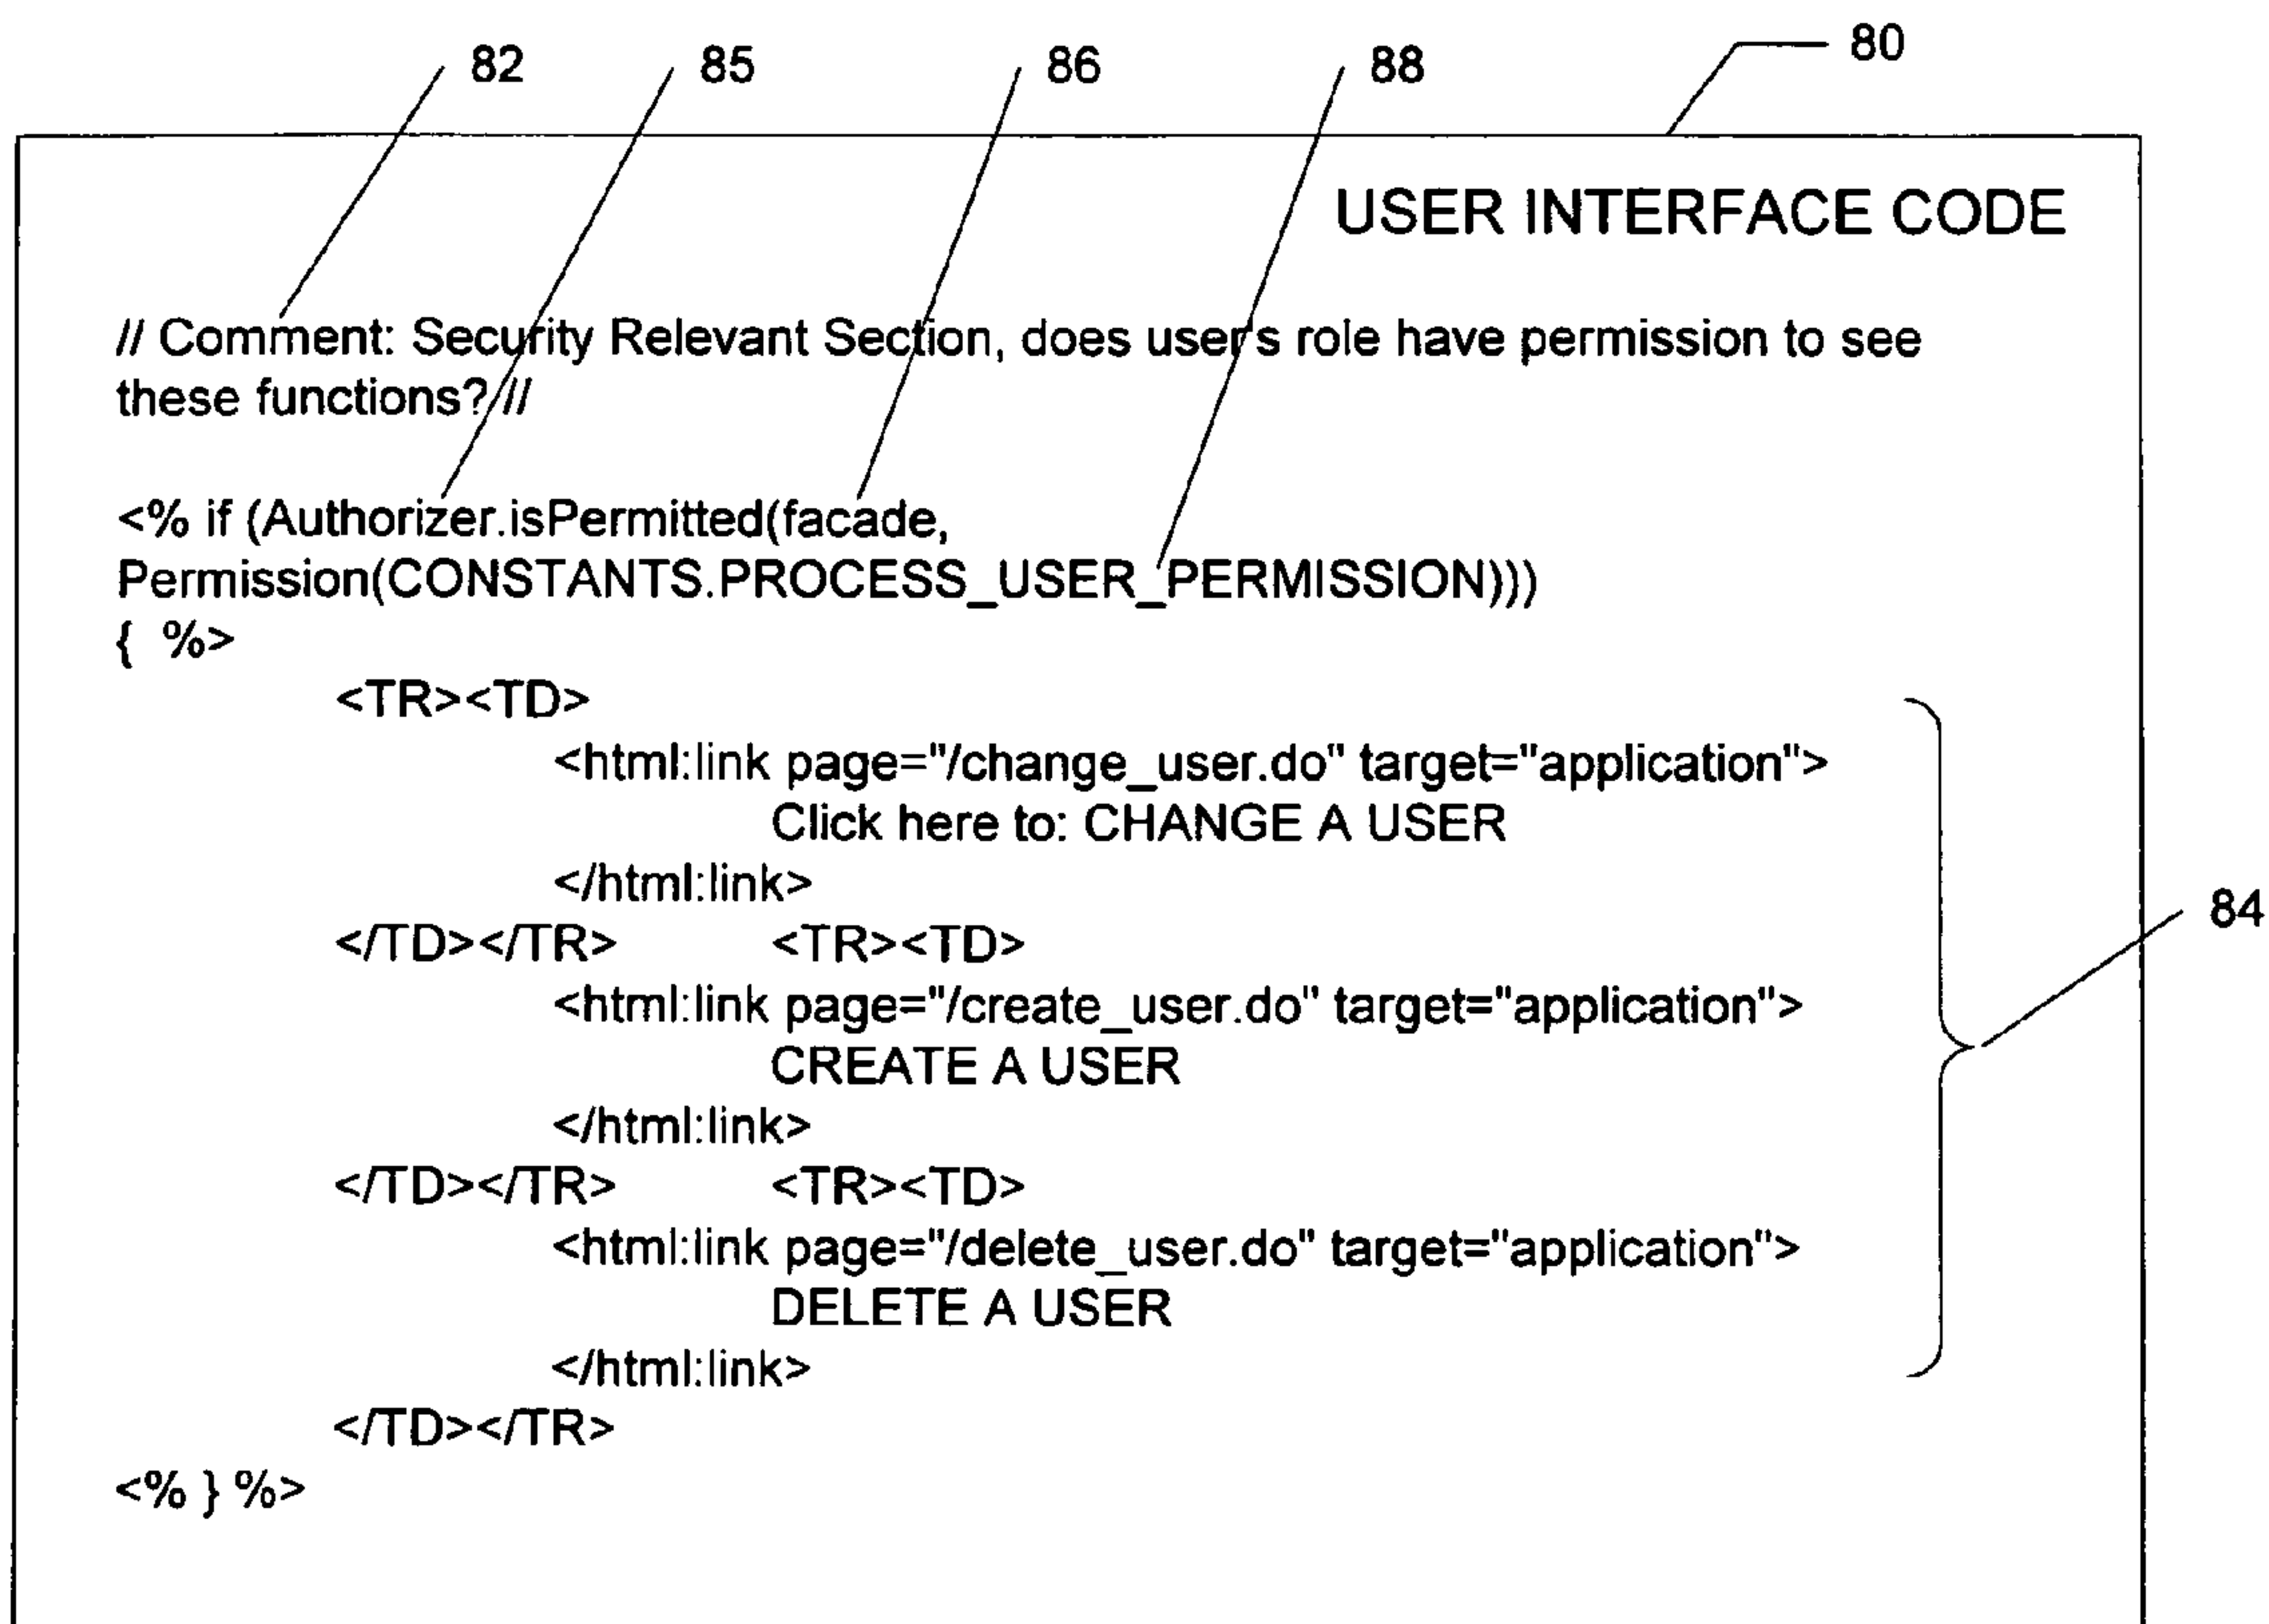 82 85 86 88 80
USER INTERFACE CODE
// Comment: Security Relevant Section, does user's role have permission to see
these functions? //
<% if (Authorizer.isPermitted(facade,
Permission(CONSTANTS.PROCESS_USER_PERMISSION)))
{ %>
<TR><TD>
<html:link page="/change_user.do" target="application">
Click here to: CHANGE A USER
</html:link>
84
</TD></TR> <TR><TD>
<html:link page="/create_user.do" target="application">
CREATE A USER
</html:link>
</TD></TR> <TR><TD>
<html:link page="/delete_user.do" target="application">
DELETE A USER
</html:link>
</TD></TR>
<% } %>